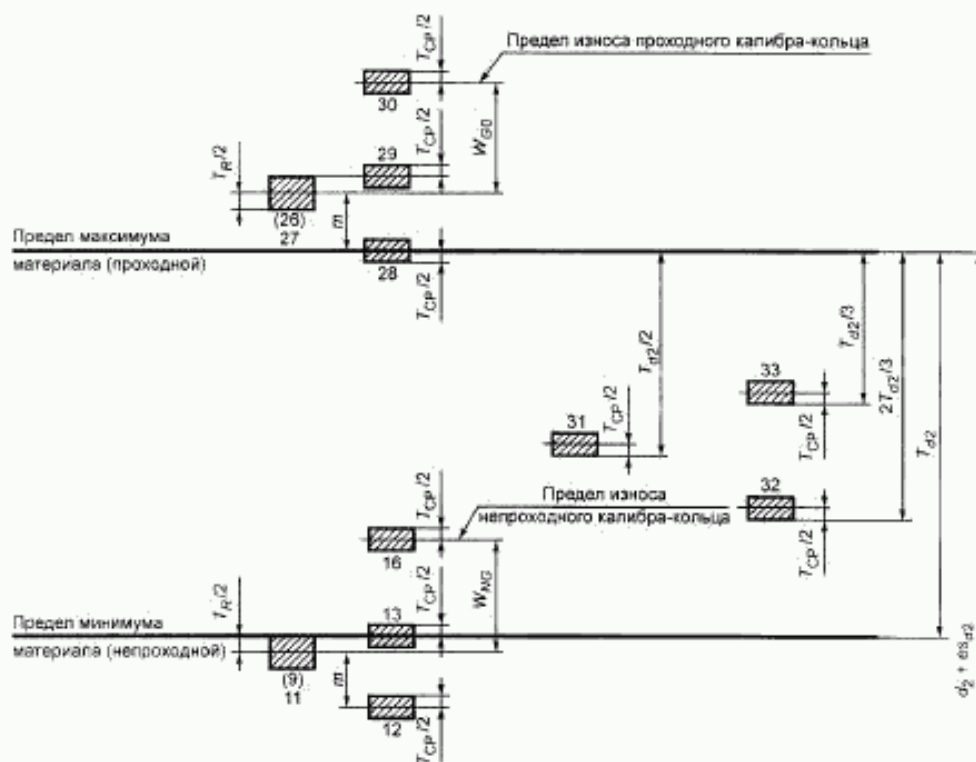 T_CP/2
Предел износа проходного калибра-кольца
30
T_CP/2
W_G0
29
T_R/2
(26)
27
m
Предел максимума
материала (проходной)
28
T_CP/2
T_d2/2
T_d2/3
2T_d2/3
T_d2
33
T_CP/2
31
T_CP/2
32
T_CP/2
Предел износа
непроходного калибра-кольца
T_CP/2
16
W_NG
T_CP/2
13
T_R/2
Предел минимума
материала (непроходной)
(9)
11
m
12
T_CP/2
d_2 + es_d2